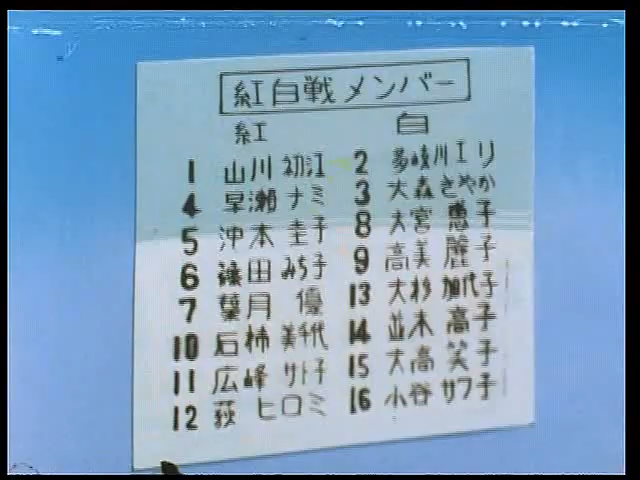 紅白戦メンバー
紅 白
1 山川 初江 2 多岐川エリ
4 早瀬 ナミ 3 大森さやか
5 沖本 圭子 8 大宮 恵子
6 田 みち子 9 高美 麗子
7 葉月 優 13 大杉 加代子
10 石柿 美千代 14 並木 高子
11 広峰 サト子 15 大高 笑子
12 荻 ヒロミ 16 小谷 サワ子